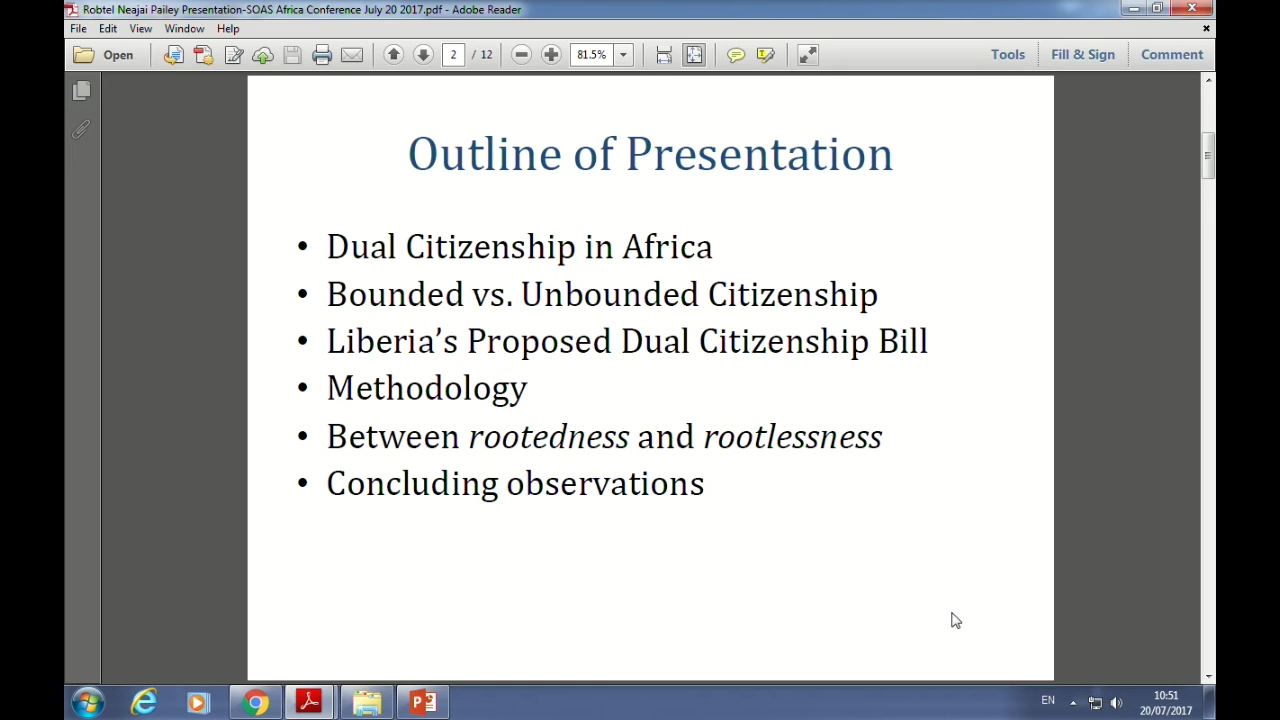 Robtel Neajai Pailey Presentation-SOAS Africa Conference July 20 2017.pdf - Adobe Reader
File Edit View Window Help
Open 2 / 12 81.5% Tools Fill & Sign Comment
Outline of Presentation
• Dual Citizenship in Africa
• Bounded vs. Unbounded Citizenship
• Liberia’s Proposed Dual Citizenship Bill
• Methodology
• Between rootedness and rootlessness
• Concluding observations
EN 10:51
20/07/2017